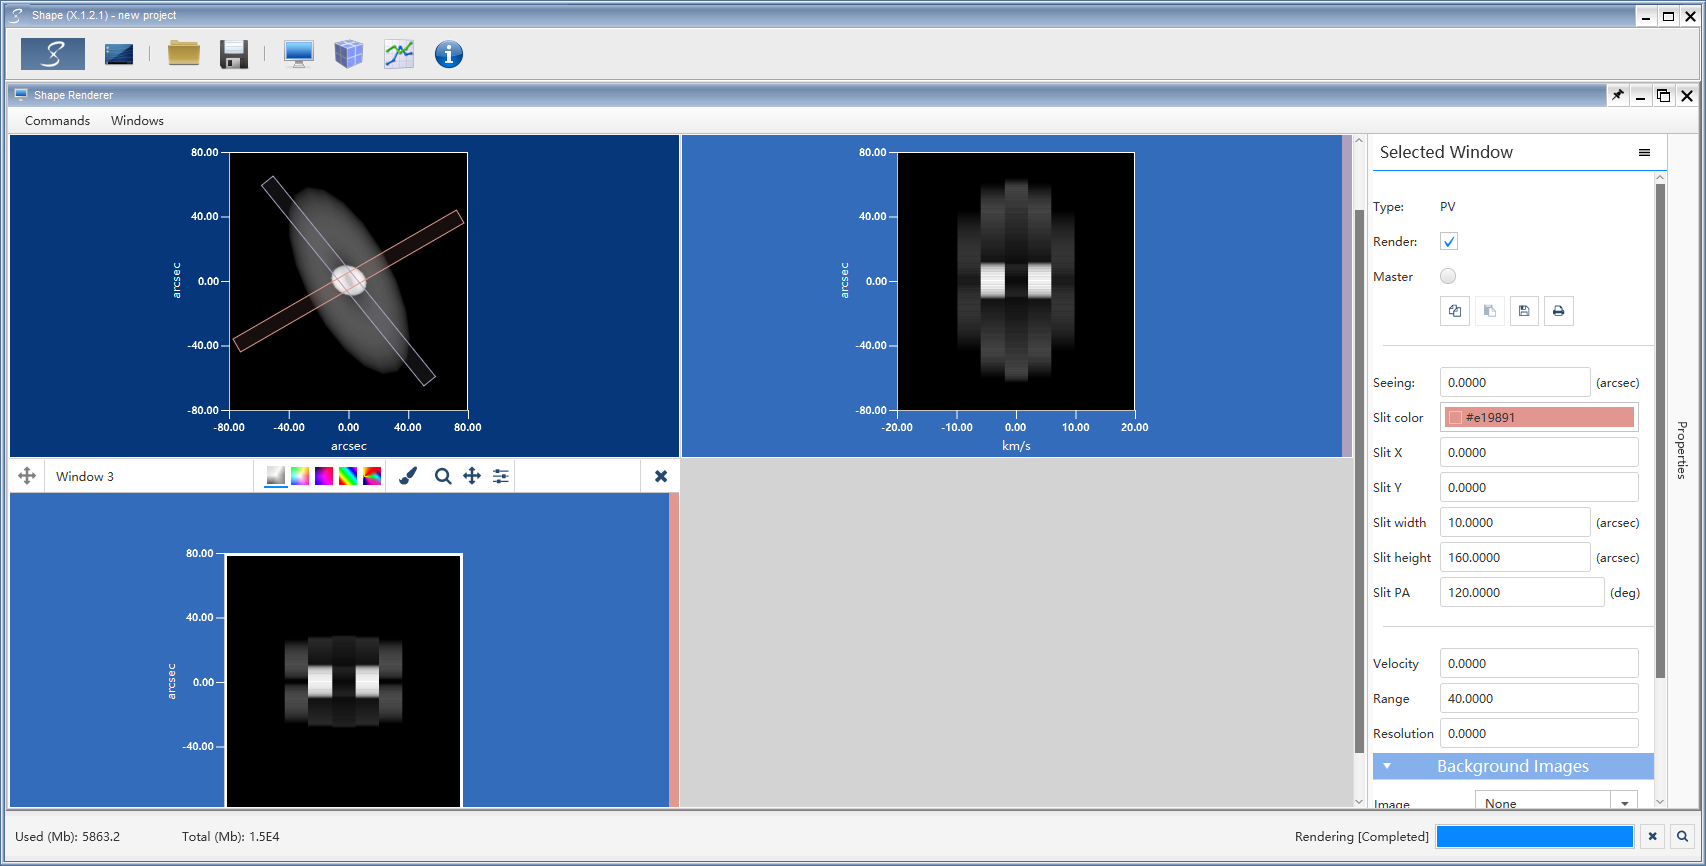 Shape (X.1.2.1) - new project
Shape Renderer
Commands Windows
80.00
40.00
0.00
-40.00
-80.00
arcsec
-80.00 -40.00 0.00 40.00 80.00
arcsec
80.00
40.00
0.00
-40.00
-80.00
arcsec
-20.00 -10.00 0.00 10.00 20.00
km/s
Window 3
80.00
40.00
0.00
-40.00
arcsec
Selected Window
Type: PV
Render:
Master
Seeing: 0.0000 (arcsec)
Slit color #e19891
Slit X 0.0000
Slit Y 0.0000
Slit width 10.0000 (arcsec)
Slit height 160.0000 (arcsec)
Slit PA 120.0000 (deg)
Velocity 0.0000
Range 40.0000
Resolution 0.0000
Background Images
Image None
Properties
Used (Mb): 5863.2 Total (Mb): 1.5E4 Rendering [Completed]